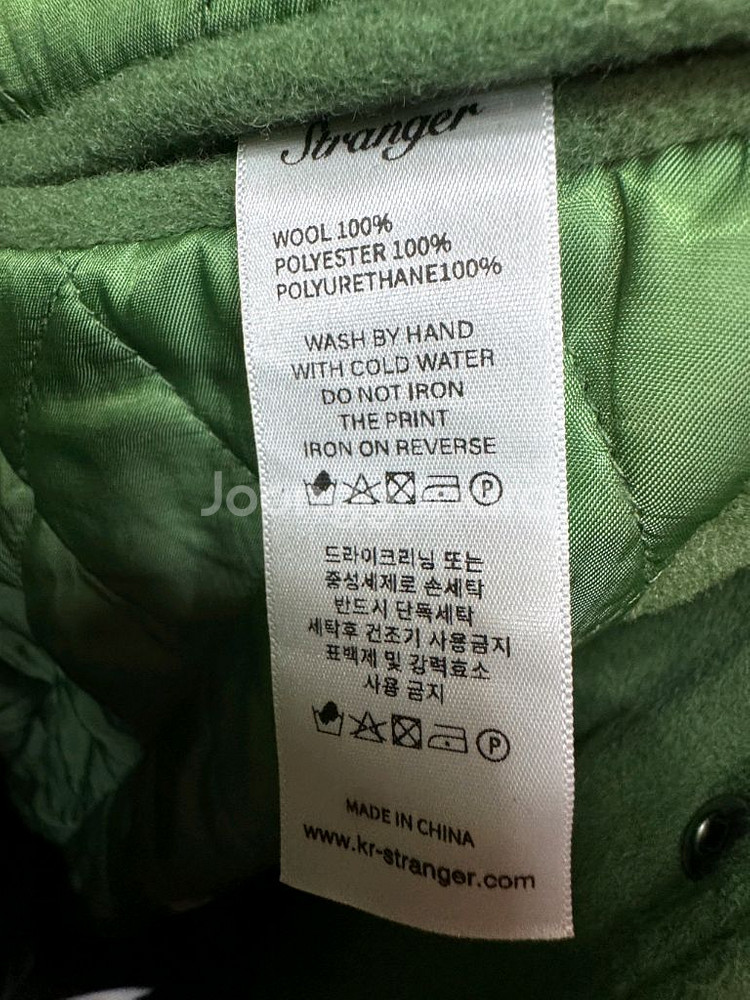 Stranger
WOOL 100%
POLYESTER 100%
POLYURETHANE100%
WASH BY HAND
WITH COLD WATER
DO NOT IRON
THE PRINT
IRON ON REVERSE
P
드라이크리닝 또는
중성세제로 손세탁
반드시 단독세탁
세탁후 건조기 사용금지
표백제 및 강력효소
사용 금지
P
MADE IN CHINA
www.kr-stranger.com